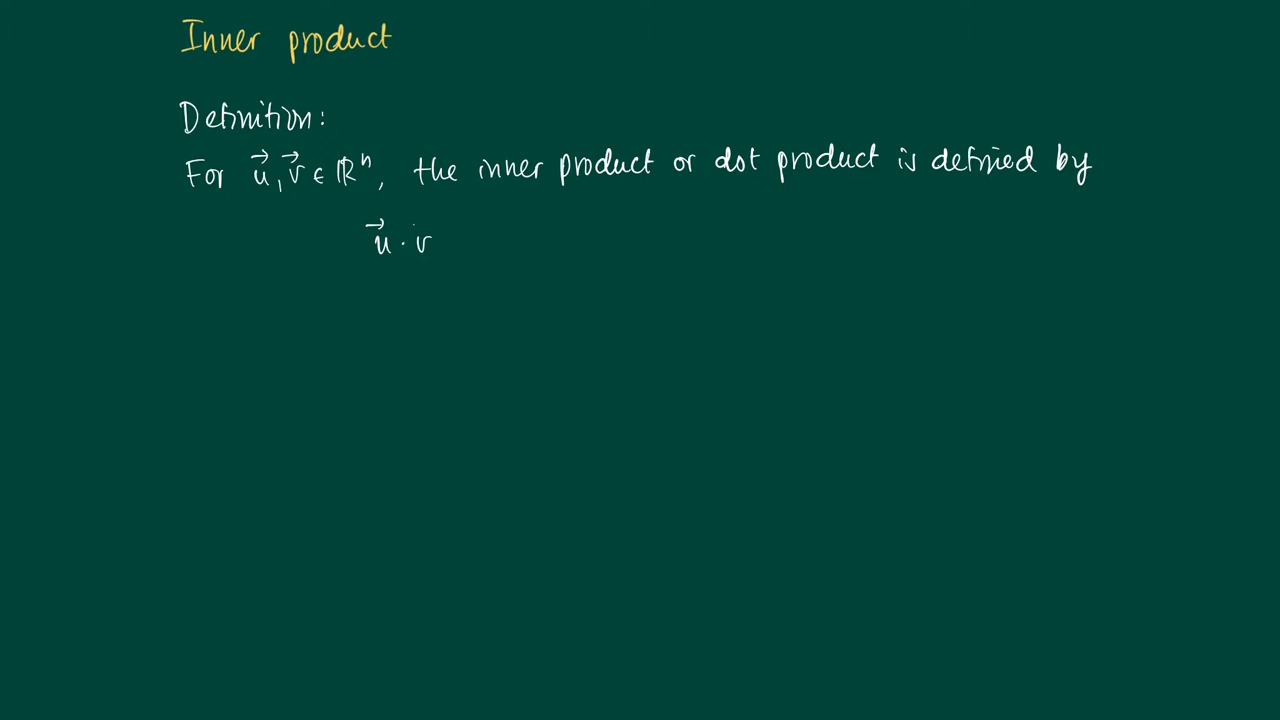 Inner product
Definition:
For u⃗, v⃗ ∈ ℝⁿ, the inner product or dot product is defined by
u⃗ · v